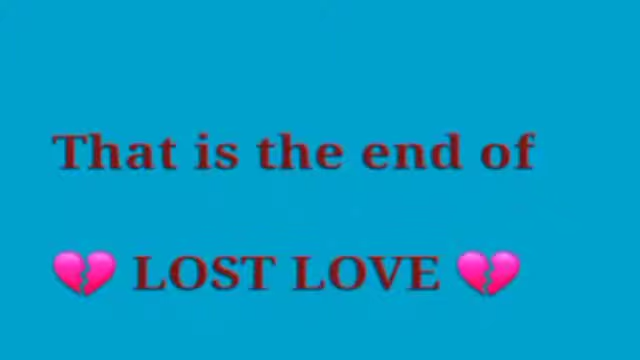 That is the end of
💔 LOST LOVE 💔